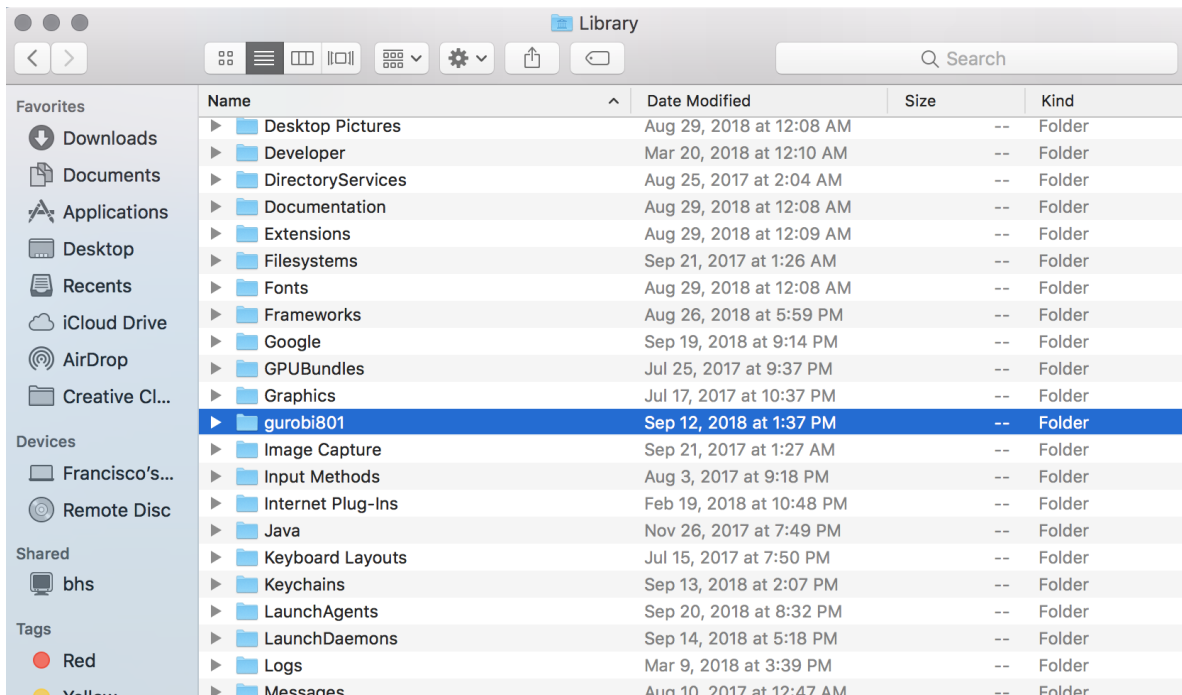 Library
Search
Favorites
Downloads
Documents
Applications
Desktop
Recents
iCloud Drive
AirDrop
Creative Cl...
Devices
Francisco's...
Remote Disc
Shared
bhs
Tags
Red
Yellow
Name Date Modified Size Kind
Desktop Pictures Aug 29, 2018 at 12:08 AM -- Folder
Developer Mar 20, 2018 at 12:10 AM -- Folder
DirectoryServices Aug 25, 2017 at 2:04 AM -- Folder
Documentation Aug 29, 2018 at 12:08 AM -- Folder
Extensions Aug 29, 2018 at 12:09 AM -- Folder
Filesystems Sep 21, 2017 at 1:26 AM -- Folder
Fonts Aug 29, 2018 at 12:08 AM -- Folder
Frameworks Aug 26, 2018 at 5:59 PM -- Folder
Google Sep 19, 2018 at 9:14 PM -- Folder
GPUBundles Jul 25, 2017 at 9:37 PM -- Folder
Graphics Jul 17, 2017 at 10:37 PM -- Folder
gurobi801 Sep 12, 2018 at 1:37 PM -- Folder
Image Capture Sep 21, 2017 at 1:27 AM -- Folder
Input Methods Aug 3, 2017 at 9:18 PM -- Folder
Internet Plug-Ins Feb 19, 2018 at 10:48 PM -- Folder
Java Nov 26, 2017 at 7:49 PM -- Folder
Keyboard Layouts Jul 15, 2017 at 7:50 PM -- Folder
Keychains Sep 13, 2018 at 2:07 PM -- Folder
LaunchAgents Sep 20, 2018 at 8:32 PM -- Folder
LaunchDaemons Sep 14, 2018 at 5:18 PM -- Folder
Logs Mar 9, 2018 at 3:39 PM -- Folder
Messages Aug 10, 2017 at 12:47 AM -- Folder